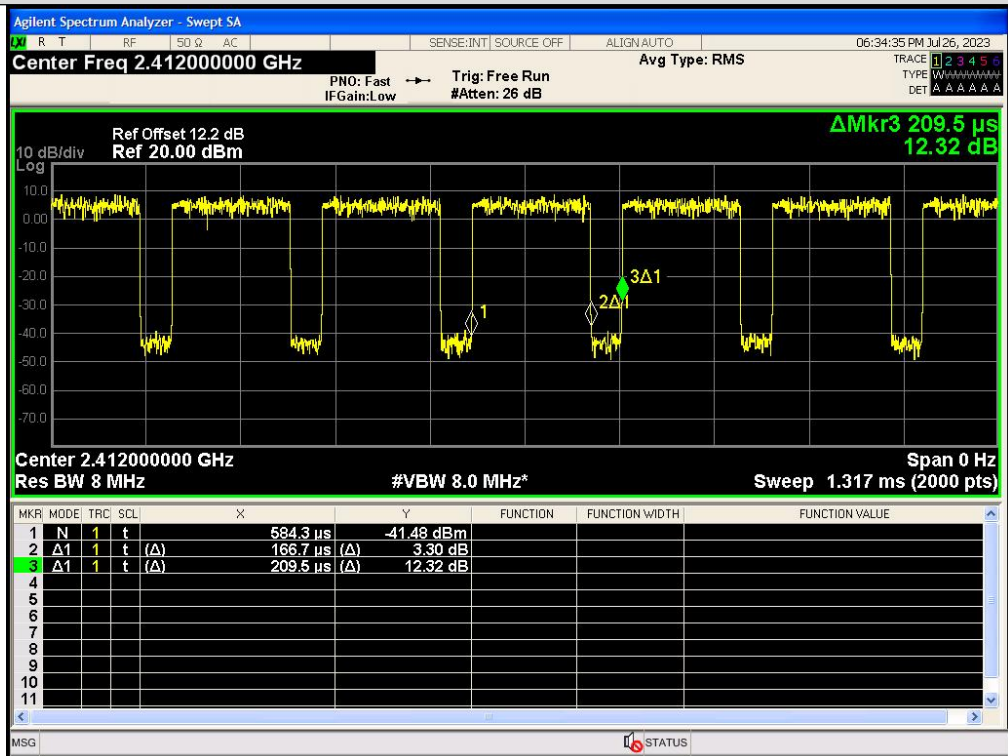 Agilent Spectrum Analyzer - Swept SA
LXI R T RF 50 Ω AC SENSE:INT SOURCE OFF ALIGN AUTO 06:34:35 PM Jul 26, 2023
Center Freq 2.412000000 GHz
Avg Type: RMS
TRACE 1 2 3 4 5 6
PNO: Fast Trig: Free Run
TYPE
IFGain:Low #Atten: 26 dB
DET A A A A A A
ΔMkr3 209.5 µs
12.32 dB
Ref Offset 12.2 dB
10 dB/div Ref 20.00 dBm
Log
10.0
0.00
-10.0
-20.0
-30.0
-40.0
-50.0
-60.0
-70.0
3Δ1
2Δ1
1
Center 2.412000000 GHz Span 0 Hz
Res BW 8 MHz #VBW 8.0 MHz* Sweep 1.317 ms (2000 pts)
MKR MODE TRC SCL X Y FUNCTION FUNCTION WIDTH FUNCTION VALUE
1 N 1 t 584.3 µs -41.48 dBm
2 Δ1 1 t (Δ) 166.7 µs (Δ) 3.30 dB
3 Δ1 1 t (Δ) 209.5 µs (Δ) 12.32 dB
4
5
6
7
8
9
10
11
MSG STATUS